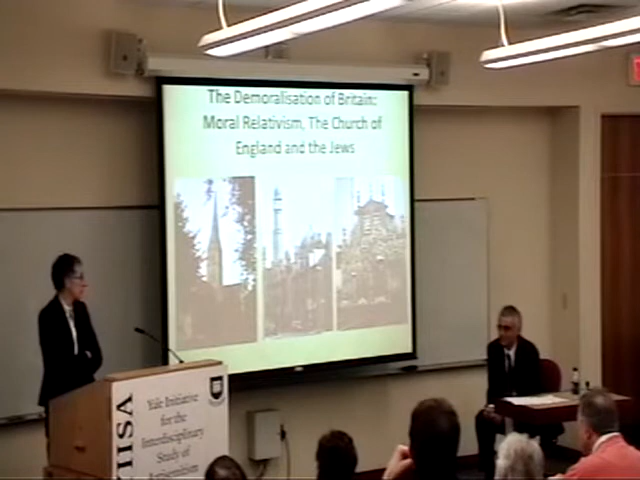 The Demoralisation of Britain:
Moral Relativism, The Church of
England and the Jews
YIISA
Yale Initiative
for the
Interdisciplinary
Study of
Antisemitism